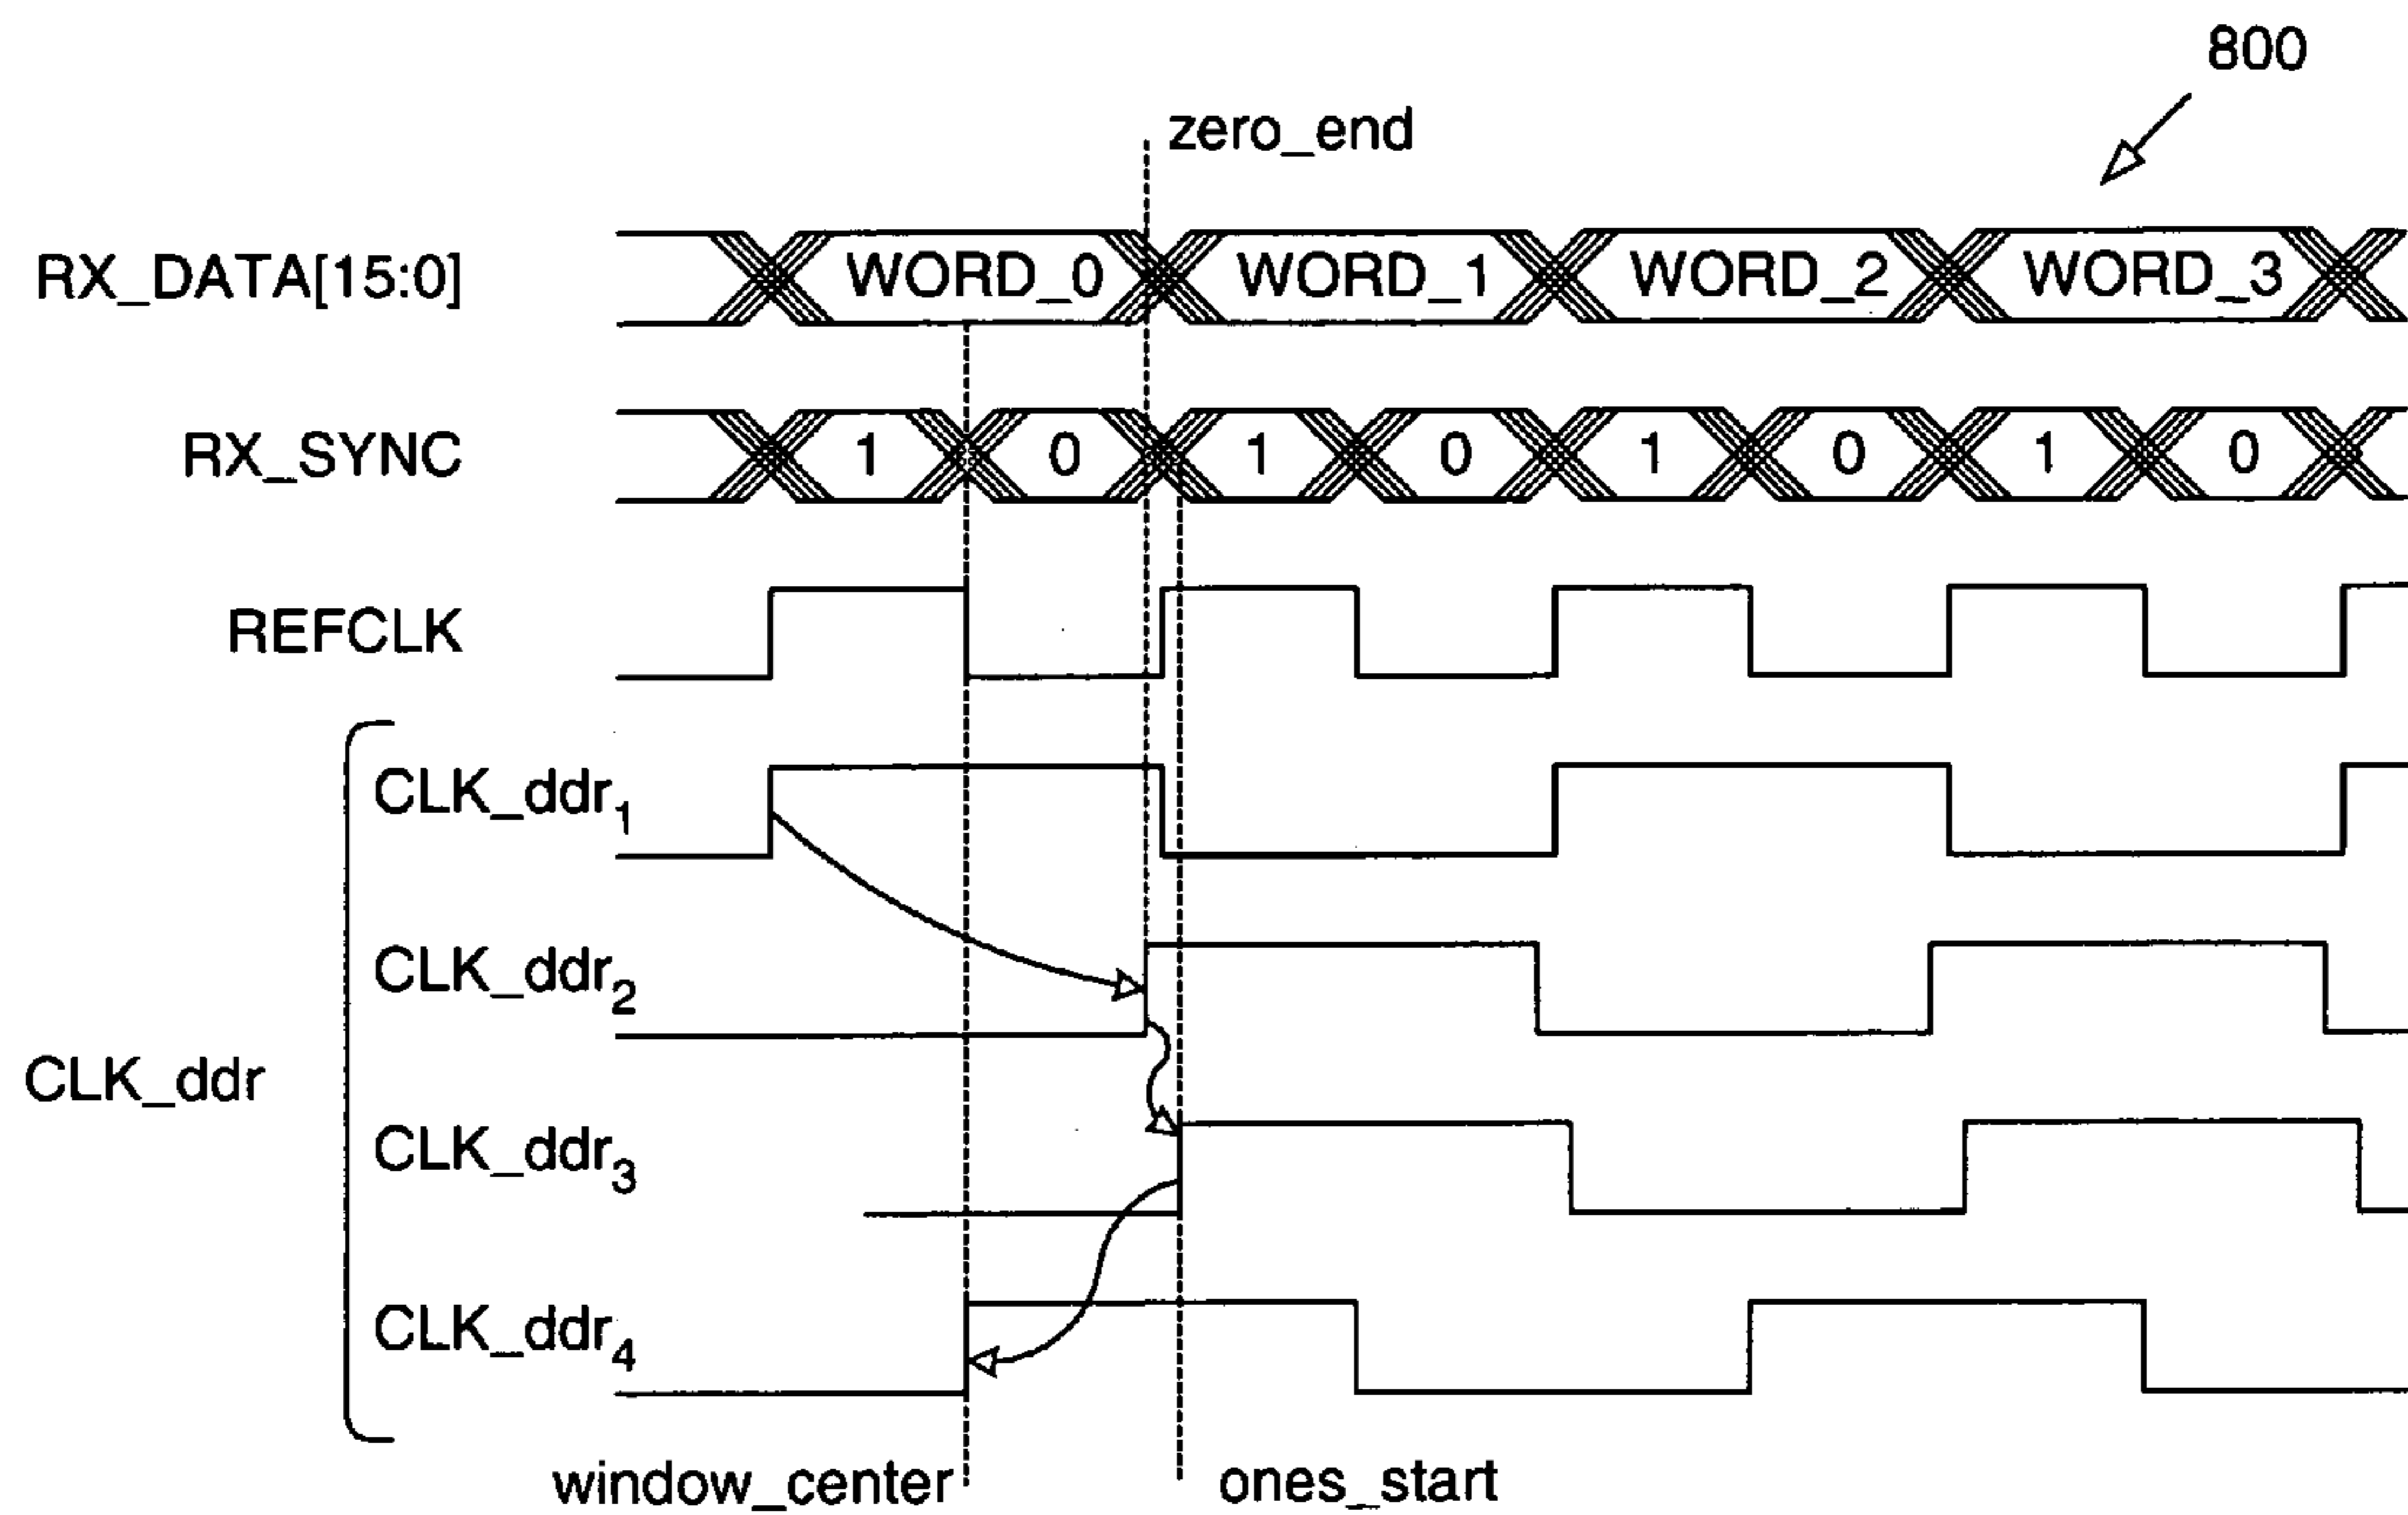 800
zero_end
RX_DATA[15:0] WORD_0 WORD_1 WORD_2 WORD_3
RX_SYNC 1 0 1 0 1 0 1 0
REFCLK
CLK_ddr1
CLK_ddr2
CLK_ddr
CLK_ddr3
CLK_ddr4
window_center ones_start